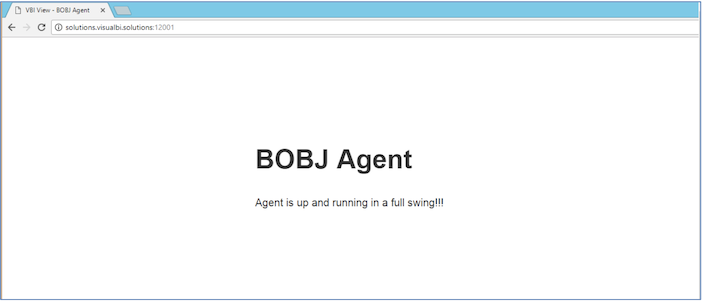 VBI View - BOBJ Agent
solutions.visualbi.solutions:12001
BOBJ Agent
Agent is up and running in a full swing!!!